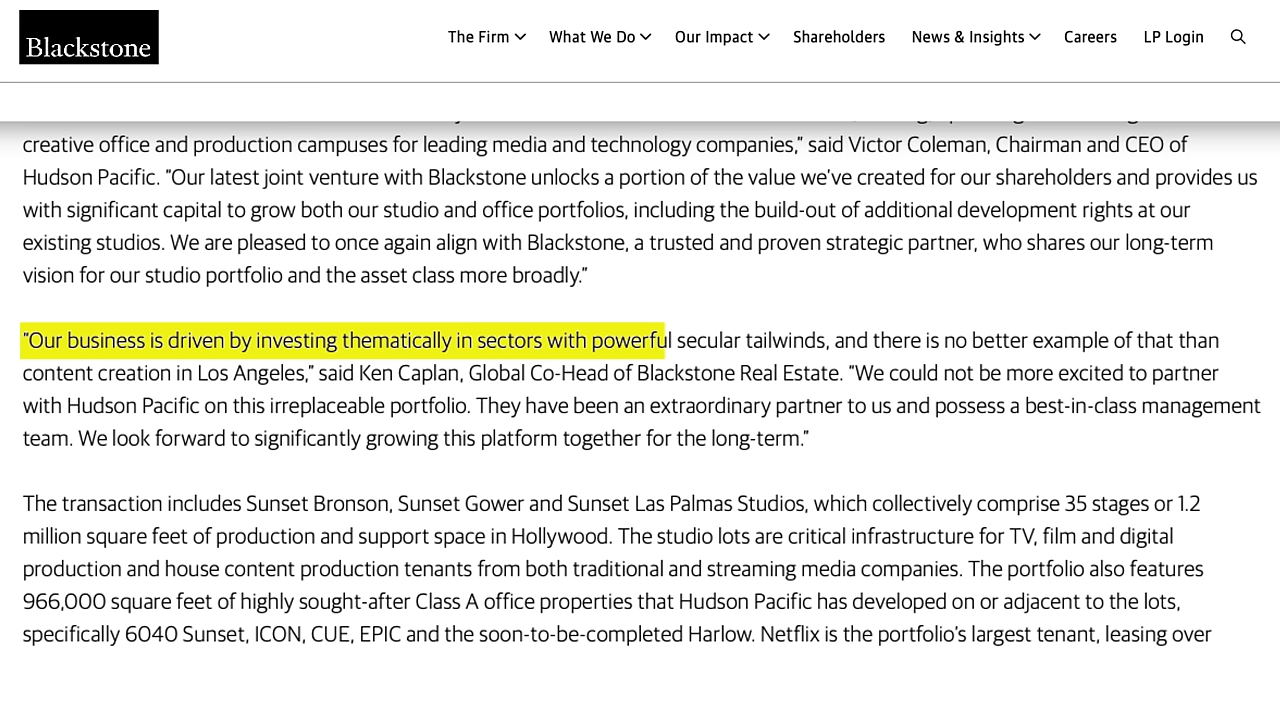 Blackstone
The Firm
What We Do
Our Impact
Shareholders
News & Insights
Careers
LP Login
creative office and production campuses for leading media and technology companies,” said Victor Coleman, Chairman and CEO of
Hudson Pacific. “Our latest joint venture with Blackstone unlocks a portion of the value we’ve created for our shareholders and provides us
with significant capital to grow both our studio and office portfolios, including the build-out of additional development rights at our
existing studios. We are pleased to once again align with Blackstone, a trusted and proven strategic partner, who shares our long-term
vision for our studio portfolio and the asset class more broadly.”
“Our business is driven by investing thematically in sectors with powerful secular tailwinds, and there is no better example of that than
content creation in Los Angeles,” said Ken Caplan, Global Co-Head of Blackstone Real Estate. “We could not be more excited to partner
with Hudson Pacific on this irreplaceable portfolio. They have been an extraordinary partner to us and possess a best-in-class management
team. We look forward to significantly growing this platform together for the long-term.”
The transaction includes Sunset Bronson, Sunset Gower and Sunset Las Palmas Studios, which collectively comprise 35 stages or 1.2
million square feet of production and support space in Hollywood. The studio lots are critical infrastructure for TV, film and digital
production and house content production tenants from both traditional and streaming media companies. The portfolio also features
966,000 square feet of highly sought-after Class A office properties that Hudson Pacific has developed on or adjacent to the lots,
specifically 6040 Sunset, ICON, CUE, EPIC and the soon-to-be-completed Harlow. Netflix is the portfolio’s largest tenant, leasing over